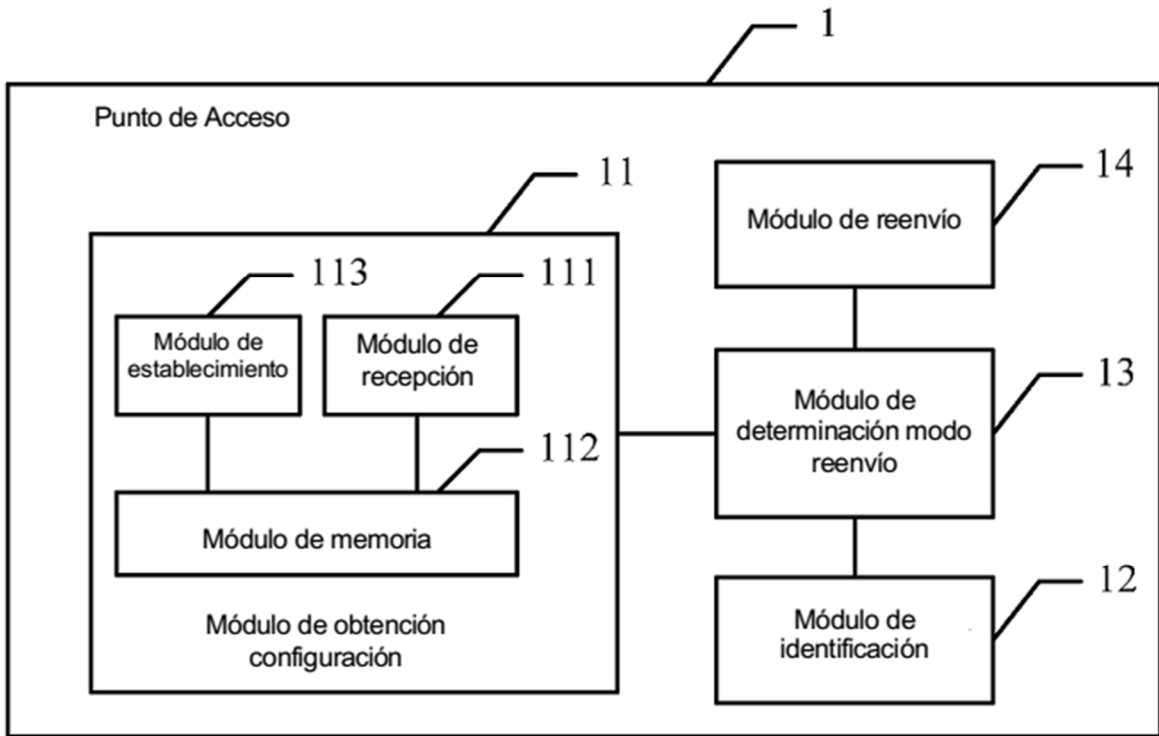 1
Punto de Acceso
11
14
Módulo de reenvío
113
111
Módulo de
establecimiento
Módulo de
recepción
13
Módulo de
determinación modo
reenvío
112
Módulo de memoria
12
Módulo de
identificación
Módulo de obtención
configuración